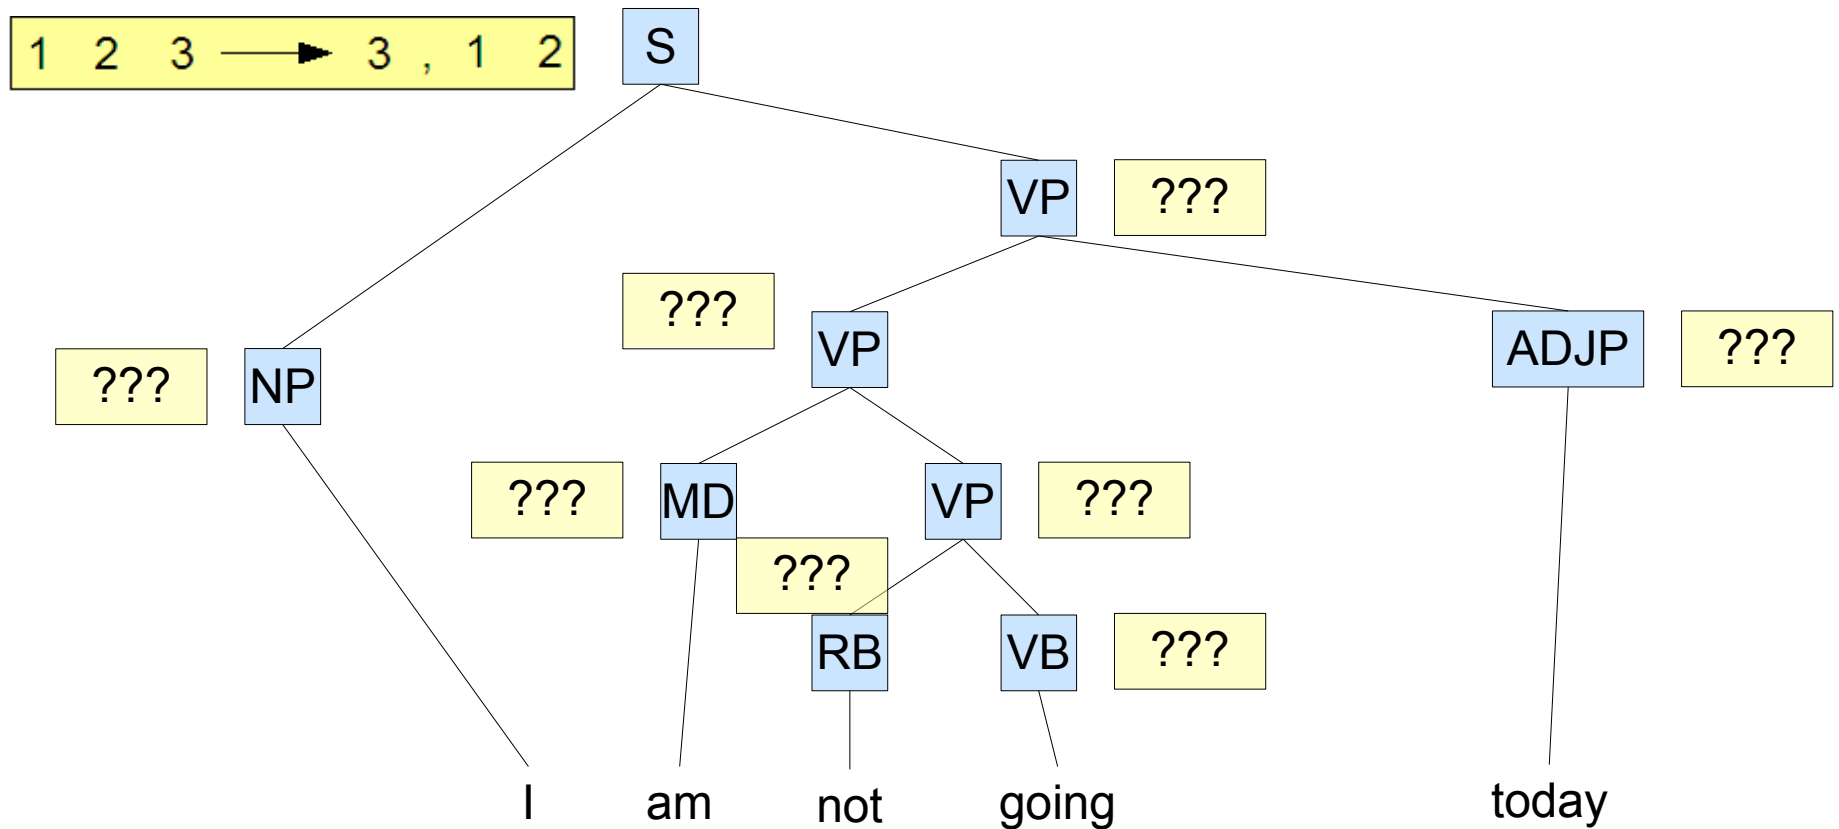 1 2 3 3 , 1 2
S
VP ???
???
VP
ADJP ???
??? NP
??? MD
VP ???
???
RB
VB ???
I am not going today